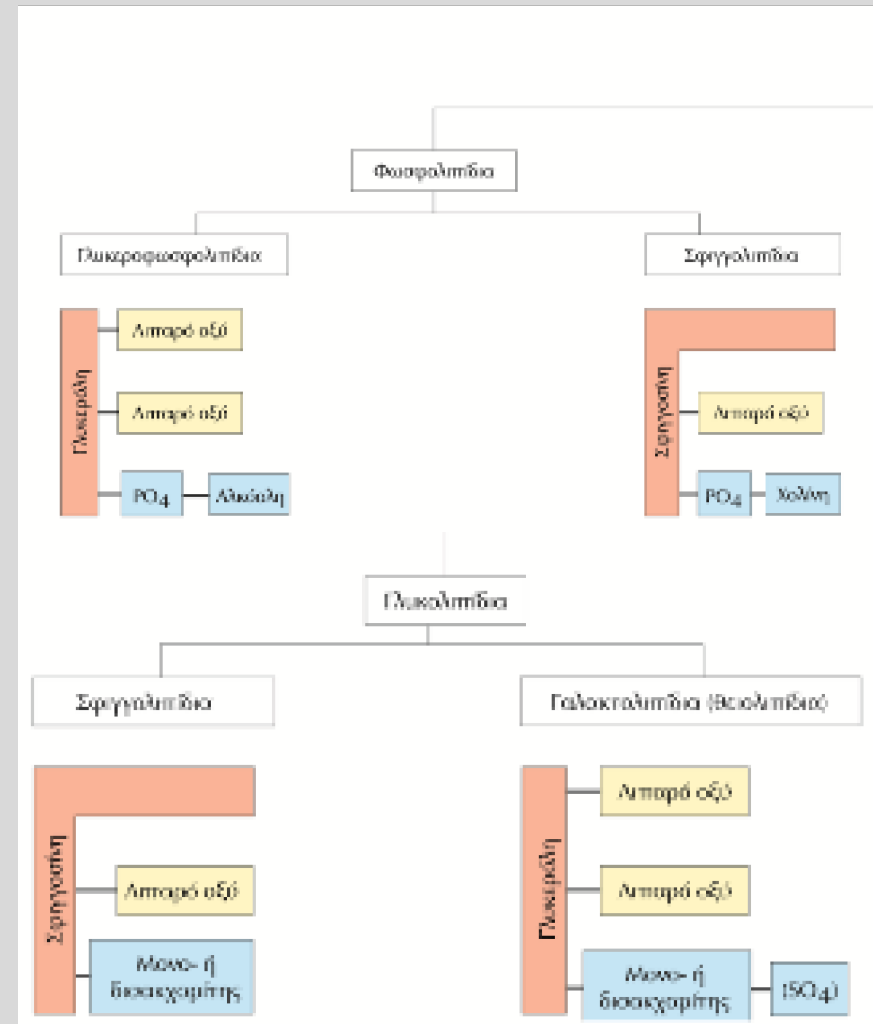 Φωσφολιπίδια
Γλυκεροφωσφολιπίδια
Σφιγγολιπίδια
Γλυκερόλη
Λιπαρό οξύ
Λιπαρό οξύ
PO4
Αλκόολη
Σφιγγοσίνη
Λιπαρό οξύ
PO4
Χολίνη
Γλυκολιπίδια
Σφιγγολιπίδια
Γαλακτολιπίδια (θειολιπίδια)
Σφιγγοσίνη
Λιπαρό οξύ
Μονο- ή
δισακχαρίτης
Γλυκερόλη
Λιπαρό οξύ
Λιπαρό οξύ
Μονο- ή
δισακχαρίτης
(SO4)